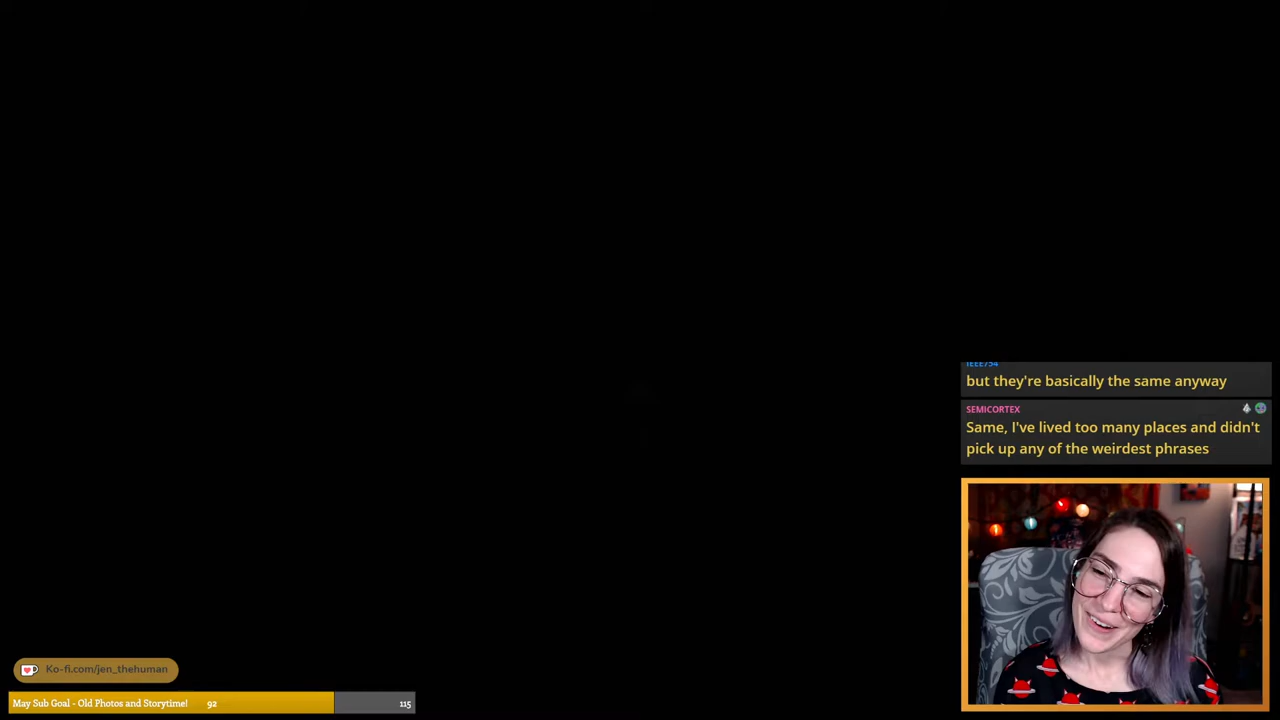 IEEE754
but they're basically the same anyway
SEMICORTEX
Same, I've lived too many places and didn't
pick up any of the weirdest phrases
Ko-fi.com/jen_thehuman
May Sub Goal - Old Photos and Storytime! 92 115